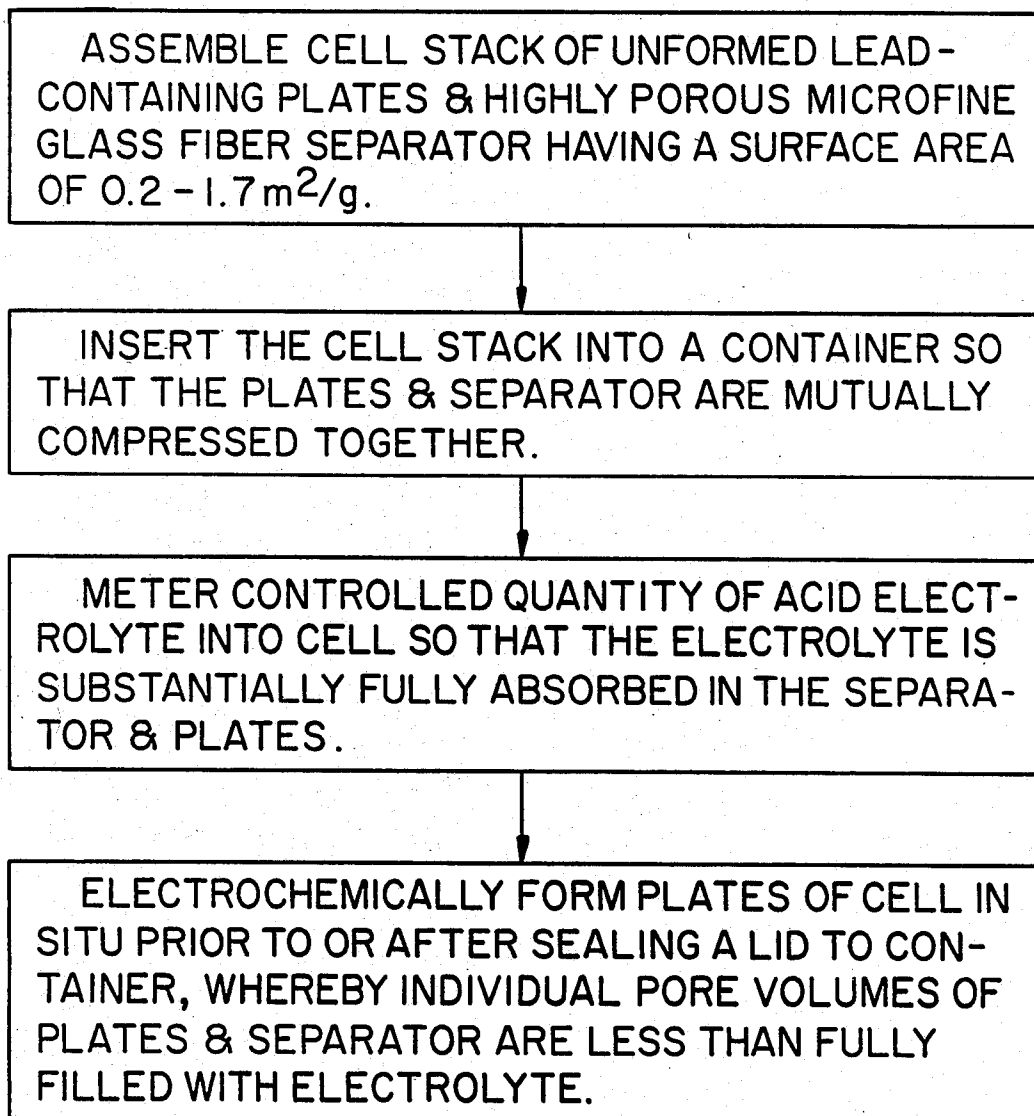 ASSEMBLE CELL STACK OF UNFORMED LEAD-
CONTAINING PLATES & HIGHLY POROUS MICROFINE
GLASS FIBER SEPARATOR HAVING A SURFACE AREA
OF 0.2 - 1.7 m²/g.
INSERT THE CELL STACK INTO A CONTAINER SO
THAT THE PLATES & SEPARATOR ARE MUTUALLY
COMPRESSED TOGETHER.
METER CONTROLLED QUANTITY OF ACID ELECT-
ROLYTE INTO CELL SO THAT THE ELECTROLYTE IS
SUBSTANTIALLY FULLY ABSORBED IN THE SEPARA-
TOR & PLATES.
ELECTROCHEMICALLY FORM PLATES OF CELL IN
SITU PRIOR TO OR AFTER SEALING A LID TO CON-
TAINER, WHEREBY INDIVIDUAL PORE VOLUMES OF
PLATES & SEPARATOR ARE LESS THAN FULLY
FILLED WITH ELECTROLYTE.